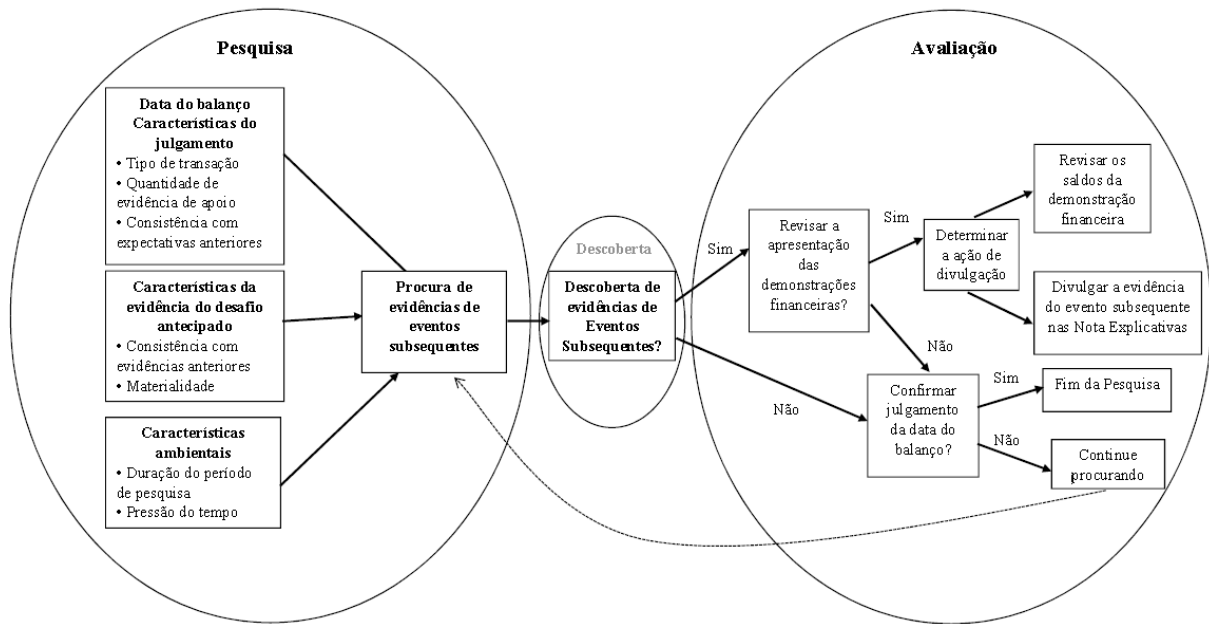 Pesquisa
Data do balanço
Características do
julgamento
• Tipo de transação
• Quantidade de
evidência de apoio
• Consistência com
expectativas anteriores
Características da
evidência do desafio
antecipado
• Consistência com
evidências anteriores
• Materialidade
Características
ambientais
• Duração do período
de pesquisa
• Pressão do tempo
Procura de
evidências de
eventos
subsequentes
Descoberta
Descoberta de
evidências de
Eventos
Subsequentes?
Sim
Não
Avaliação
Revisar a
apresentação
das
demonstrações
financeiras?
Sim
Não
Determinar
a ação de
divulgação
Revisar os
saldos da
demonstração
financeira
Divulgar a evidência
do evento subsequente
nas Nota Explicativas
Confirmar
julgamento
da data do
balanço?
Sim
Não
Fim da Pesquisa
Continue
procurando